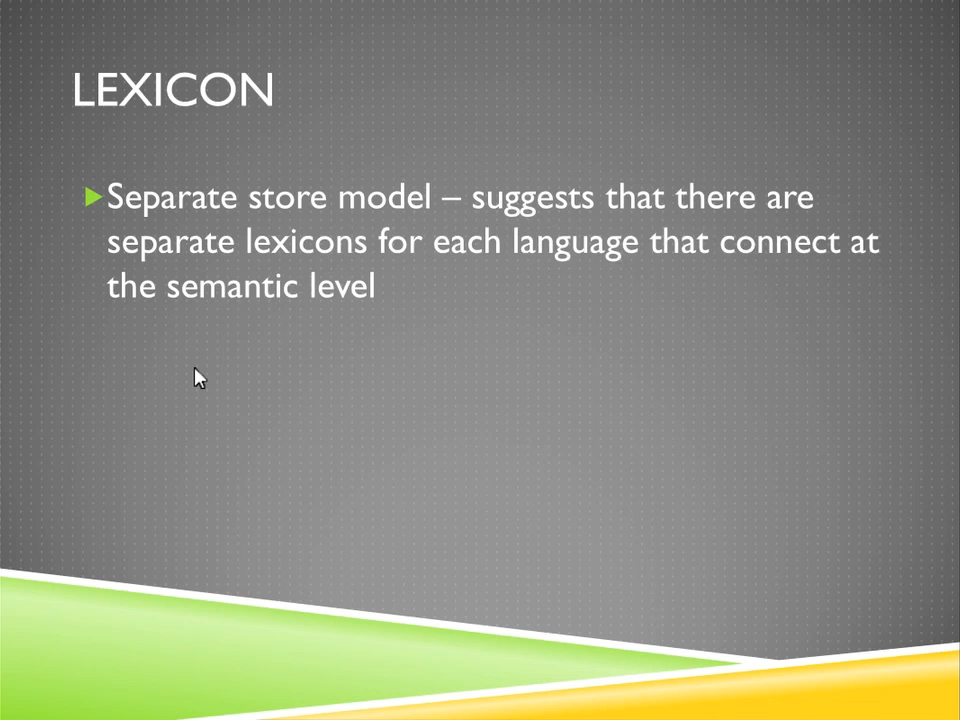 LEXICON
Separate store model – suggests that there are
separate lexicons for each language that connect at
the semantic level